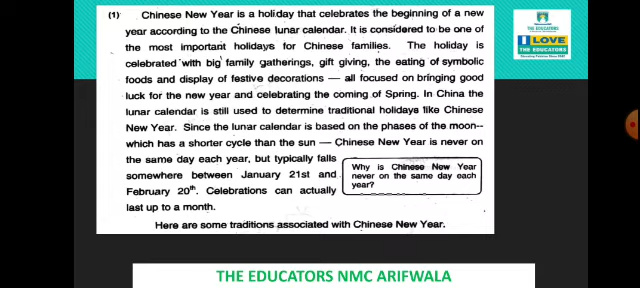 (1) Chinese New Year is a holiday that celebrates the beginning of a new
year according to the Chinese lunar calendar. It is considered to be one of
the most important holidays for Chinese families. The holiday is
celebrated with big family gatherings, gift giving, the eating of symbolic
foods and display of festive decorations — all focused on bringing good
luck for the new year and celebrating the coming of Spring. In China the
lunar calendar is still used to determine traditional holidays like Chinese
New Year. Since the lunar calendar is based on the phases of the moon--
which has a shorter cycle than the sun — Chinese New Year is never on
the same day each year, but typically falls
somewhere between January 21st and
February 20th. Celebrations can actually
last up to a month.
Why is Chinese New Year
never on the same day each
year?
Here are some traditions associated with Chinese New Year.
THE EDUCATORS
I LOVE
THE EDUCATORS
THE EDUCATORS NMC ARIFWALA